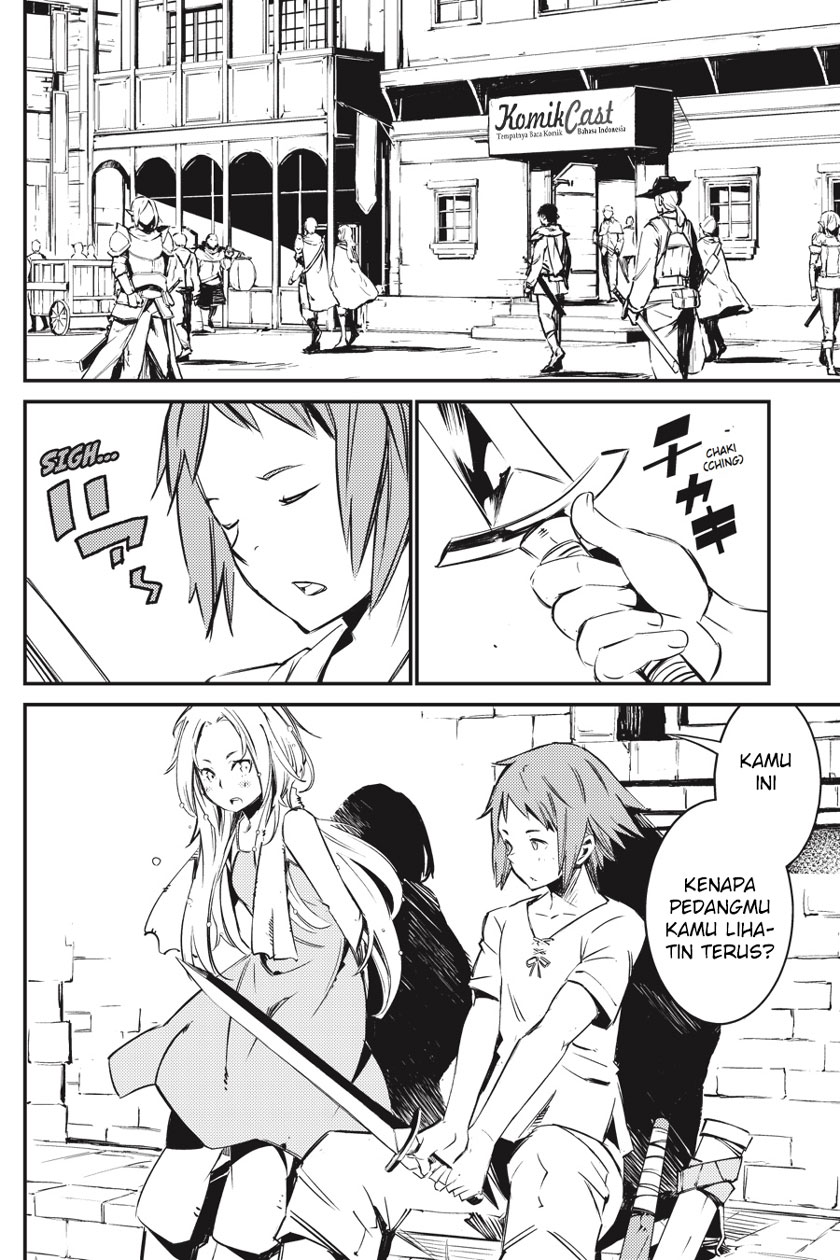 KomikCast
Tempatnya Baca Komik Bahasa Indonesia
チャキ
CHAKI
(CHING)
SIGH...
ハァ〜
KAMU
INI
KENAPA
PEDANGMU
KAMU LIHA-
TIN TERUS?